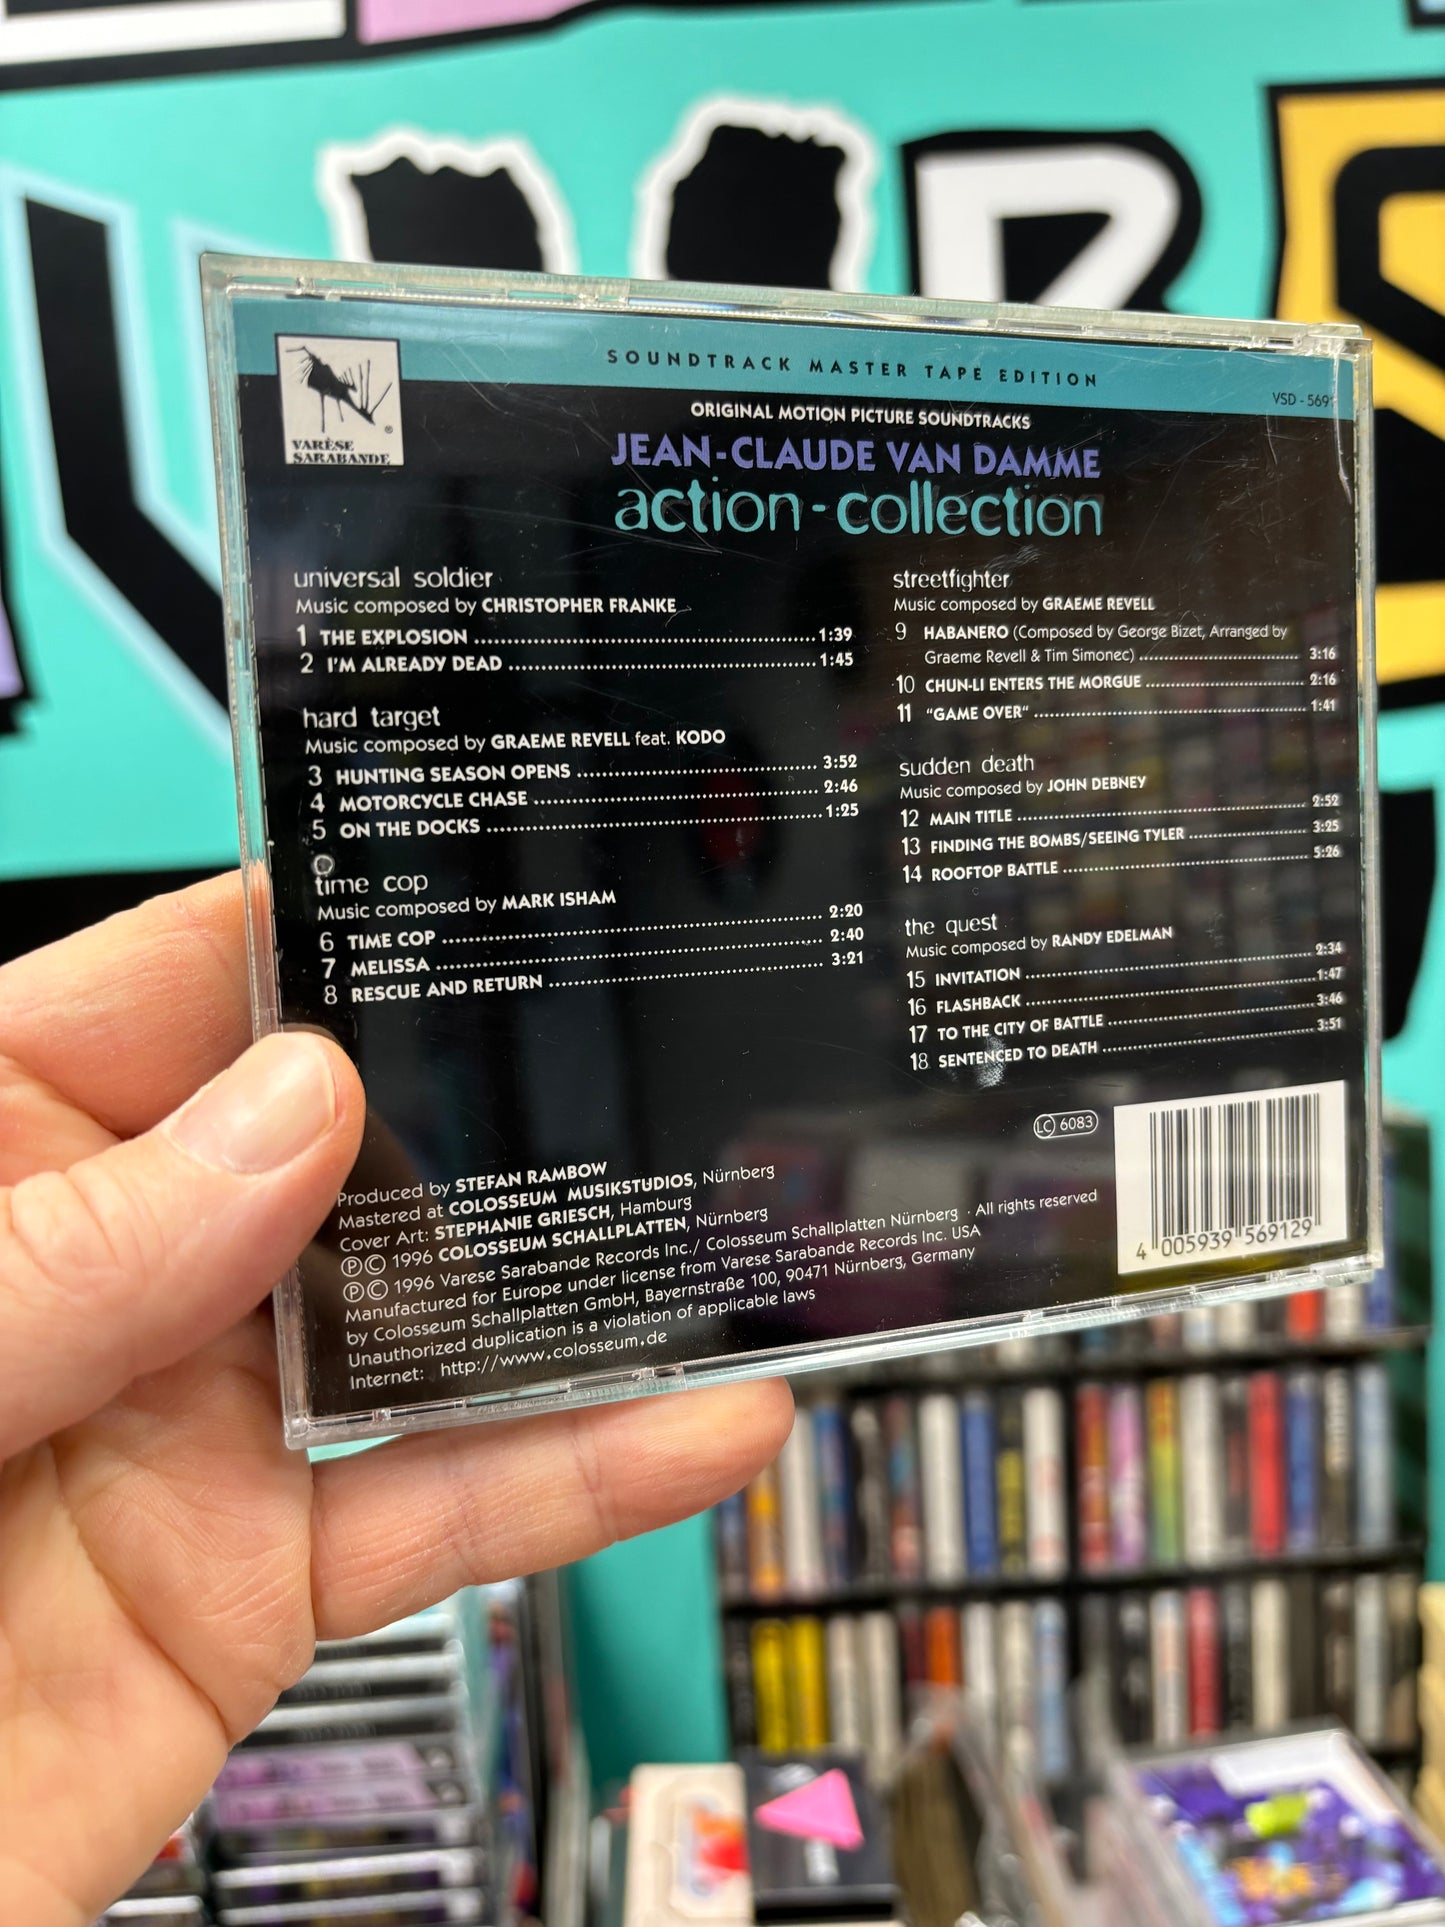 SOUNDTRACK MASTER TAPE EDITION
VSD - 569
VARÈSE
SARABANDE
ORIGINAL MOTION PICTURE SOUNDTRACKS
JEAN-CLAUDE VAN DAMME
action-collection
universal soldier
Music composed by CHRISTOPHER FRANKE
1 THE EXPLOSION 1:39
2 I'M ALREADY DEAD 1:45
hard target
Music composed by GRAEME REVELL feat. KODO
3 HUNTING SEASON OPENS 3:52
4 MOTORCYCLE CHASE 2:46
5 ON THE DOCKS 1:25
time cop
Music composed by MARK ISHAM
6 TIME COP 2:20
7 MELISSA 2:40
8 RESCUE AND RETURN 3:21
streetfighter
Music composed by GRAEME REVELL
9 HABANERO (Composed by George Bizet, Arranged by
Graeme Revell & Tim Simonec) 3:16
10 CHUN-LI ENTERS THE MORGUE 2:16
11 "GAME OVER" 1:41
sudden death
Music composed by JOHN DEBNEY
12 MAIN TITLE 2:52
13 FINDING THE BOMBS/SEEING TYLER 3:25
14 ROOFTOP BATTLE 5:26
the quest
Music composed by RANDY EDELMAN
15 INVITATION 2:34
16 FLASHBACK 1:47
17 TO THE CITY OF BATTLE 3:46
18 SENTENCED TO DEATH 3:51
LC 6083
Produced by STEFAN RAMBOW
Mastered at COLOSSEUM MUSIKSTUDIOS, Nürnberg
Cover Art: STEPHANIE GRIESCH, Hamburg
Ⓟ© 1996 COLOSSEUM SCHALLPLATTEN, Nürnberg
Ⓟ© 1996 Varese Sarabande Records Inc./ Colosseum Schallplatten Nürnberg · All rights reserved
Manufactured for Europe under license from Varese Sarabande Records Inc. USA
by Colosseum Schallplatten GmbH, Bayernstraße 100, 90471 Nürnberg, Germany
Unauthorized duplication is a violation of applicable laws
Internet: http://www.colosseum.de
4 005939 569129